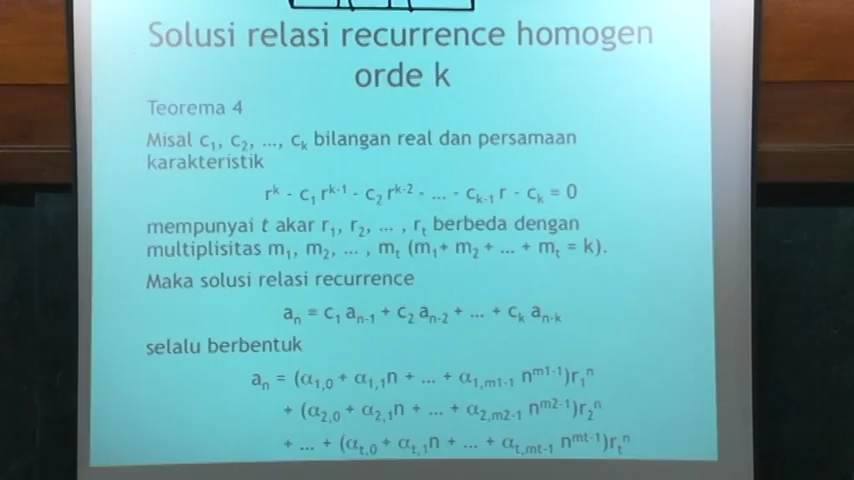 Solusi relasi recurrence homogen
orde k
Teorema 4
Misal c₁, c₂, ..., cₖ bilangan real dan persamaan
karakteristik
rᵏ - c₁ rᵏ⁻¹ - c₂ rᵏ⁻² - ... - cₖ₋₁ r - cₖ = 0
mempunyai t akar r₁, r₂, ... , rₜ berbeda dengan
multiplisitas m₁, m₂, ... , mₜ (m₁+ m₂ + ... + mₜ = k).
Maka solusi relasi recurrence
aₙ = c₁ aₙ₋₁ + c₂ aₙ₋₂ + ... + cₖ aₙ₋ₖ
selalu berbentuk
aₙ = (α₁,₀ + α₁,₁n + ... + α₁,ₘ₁₋₁ nᵐ¹⁻¹)r₁ⁿ
+ (α₂,₀ + α₂,₁n + ... + α₂,ₘ₂₋₁ nᵐ²⁻¹)r₂ⁿ
+ ... + (αₜ,₀ + αₜ,₁n + ... + αₜ,ₘₜ₋₁ nᵐᵗ⁻¹)rₜⁿ